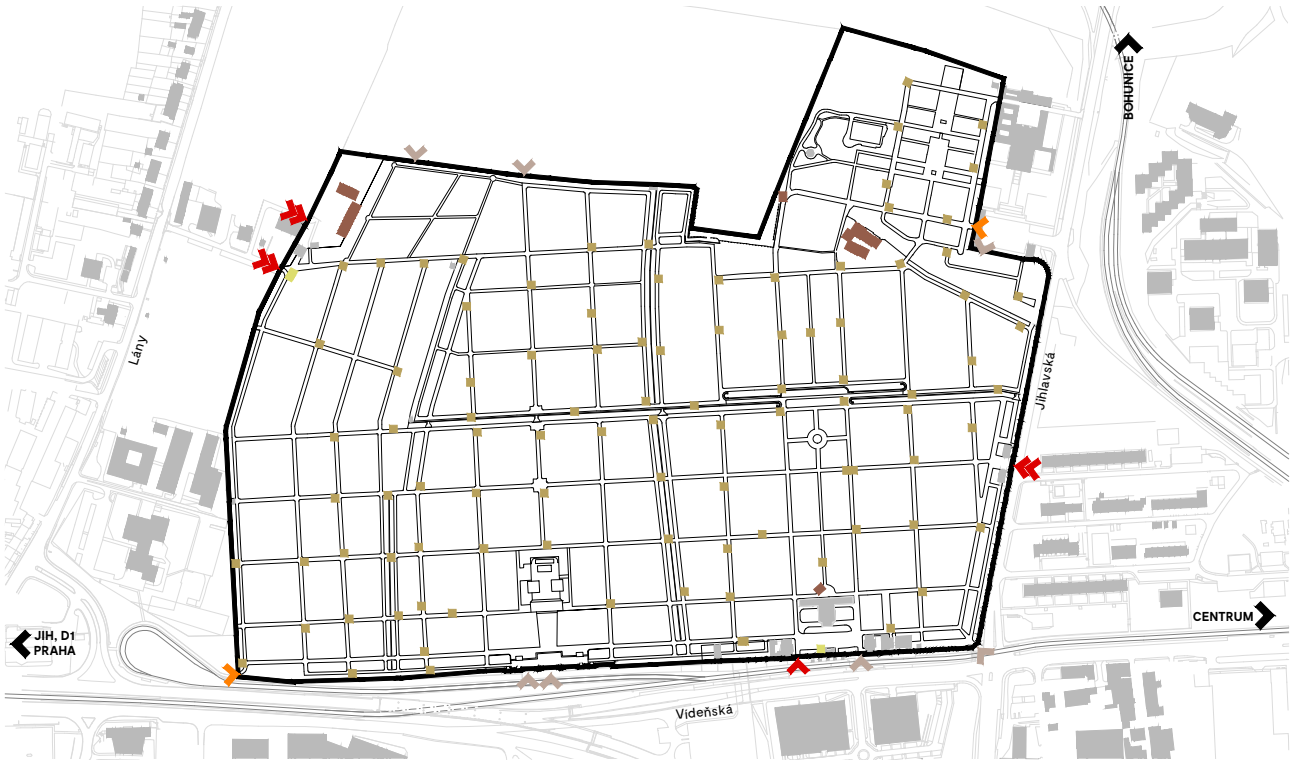 BOHUNICE
Lány
Jihlavská
CENTRUM
JIH, D1
PRAHA
Vídeňská